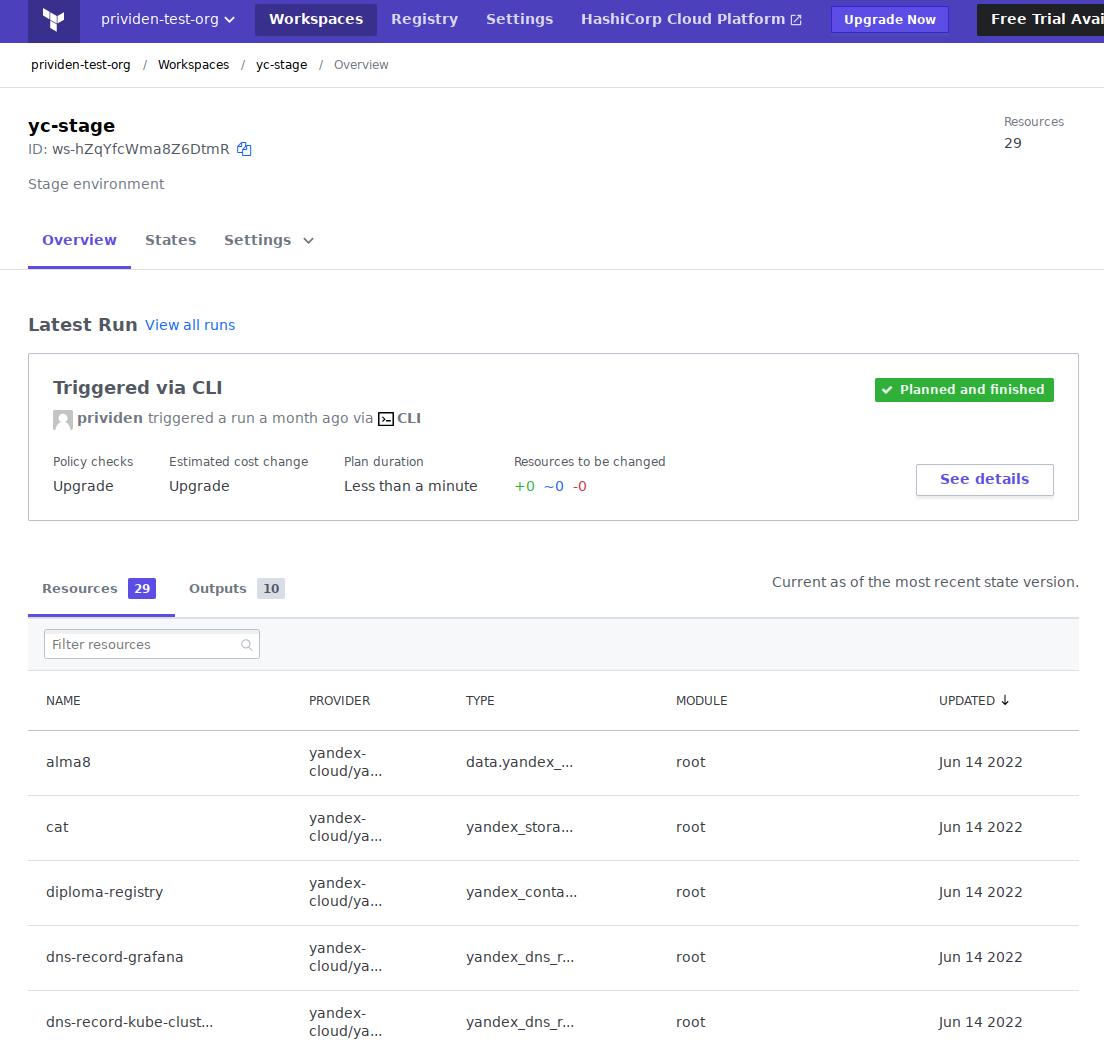 prividen-test-org Workspaces Registry Settings HashiCorp Cloud Platform Upgrade Now Free Trial Avai
prividen-test-org / Workspaces / yc-stage / Overview
yc-stage
ID: ws-hZqYfcWma8Z6DtmR
Stage environment
Resources
29
Overview States Settings
Latest Run View all runs
Triggered via CLI
Planned and finished
prividen triggered a run a month ago via CLI
Policy checks Estimated cost change Plan duration Resources to be changed
Upgrade Upgrade Less than a minute +0 ~0 -0
See details
Resources 29 Outputs 10
Current as of the most recent state version.
Filter resources
NAME PROVIDER TYPE MODULE UPDATED ↓
alma8 yandex-cloud/ya... data.yandex_... root Jun 14 2022
cat yandex-cloud/ya... yandex_stora... root Jun 14 2022
diploma-registry yandex-cloud/ya... yandex_conta... root Jun 14 2022
dns-record-grafana yandex-cloud/ya... yandex_dns_r... root Jun 14 2022
dns-record-kube-clust... yandex-cloud/ya... yandex_dns_r... root Jun 14 2022